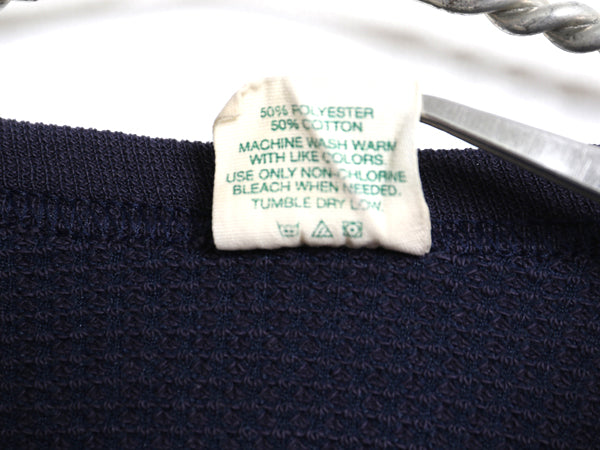 50% POLYESTER
50% COTTON
MACHINE WASH WARM
WITH LIKE COLORS.
USE ONLY NON-CHLORINE
BLEACH WHEN NEEDED.
TUMBLE DRY LOW.